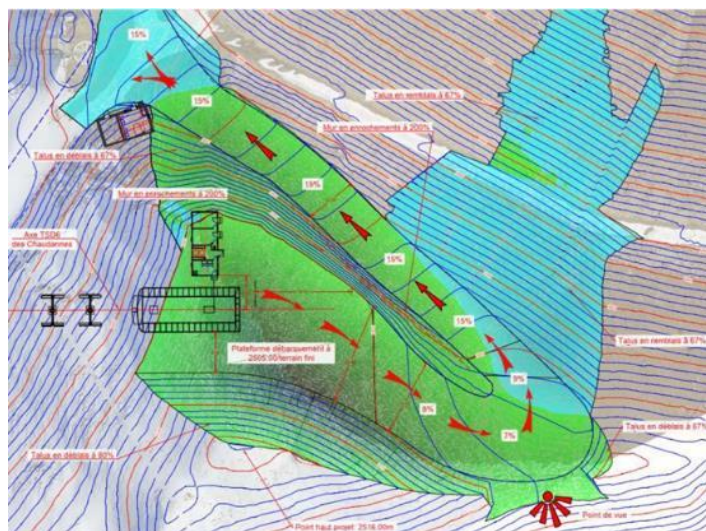 15%
Talus en remblais à 67%
15%
Mur en enrochements à 200%
Talus en déblais à 67%
15%
Mur en enrochements à 200%
Axe TSD6
des Chaudannes
15%
15%
15%
Talus en remblais à 67%
Plateforme débarquement à
2505.00/terrain fini
9%
8%
7%
Talus en déblais à 67%
Talus en déblais à 80%
Point haut projet 2516.00m
Point de vue